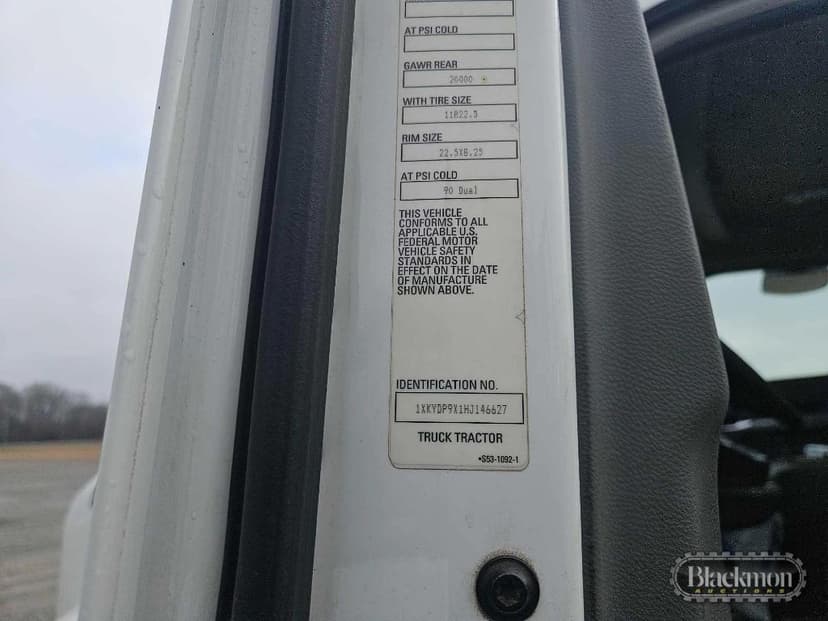 AT PSI COLD
GAWR REAR
20000
WITH TIRE SIZE
11R22.5
RIM SIZE
22.5X8.25
AT PSI COLD
90 Dual
THIS VEHICLE
CONFORMS TO ALL
APPLICABLE U.S.
FEDERAL MOTOR
VEHICLE SAFETY
STANDARDS IN
EFFECT ON THE DATE
OF MANUFACTURE
SHOWN ABOVE.
IDENTIFICATION NO.
1XKYDP9X1HJ146627
TRUCK TRACTOR
•S53-1092-1
Blackmon
AUCTIONS